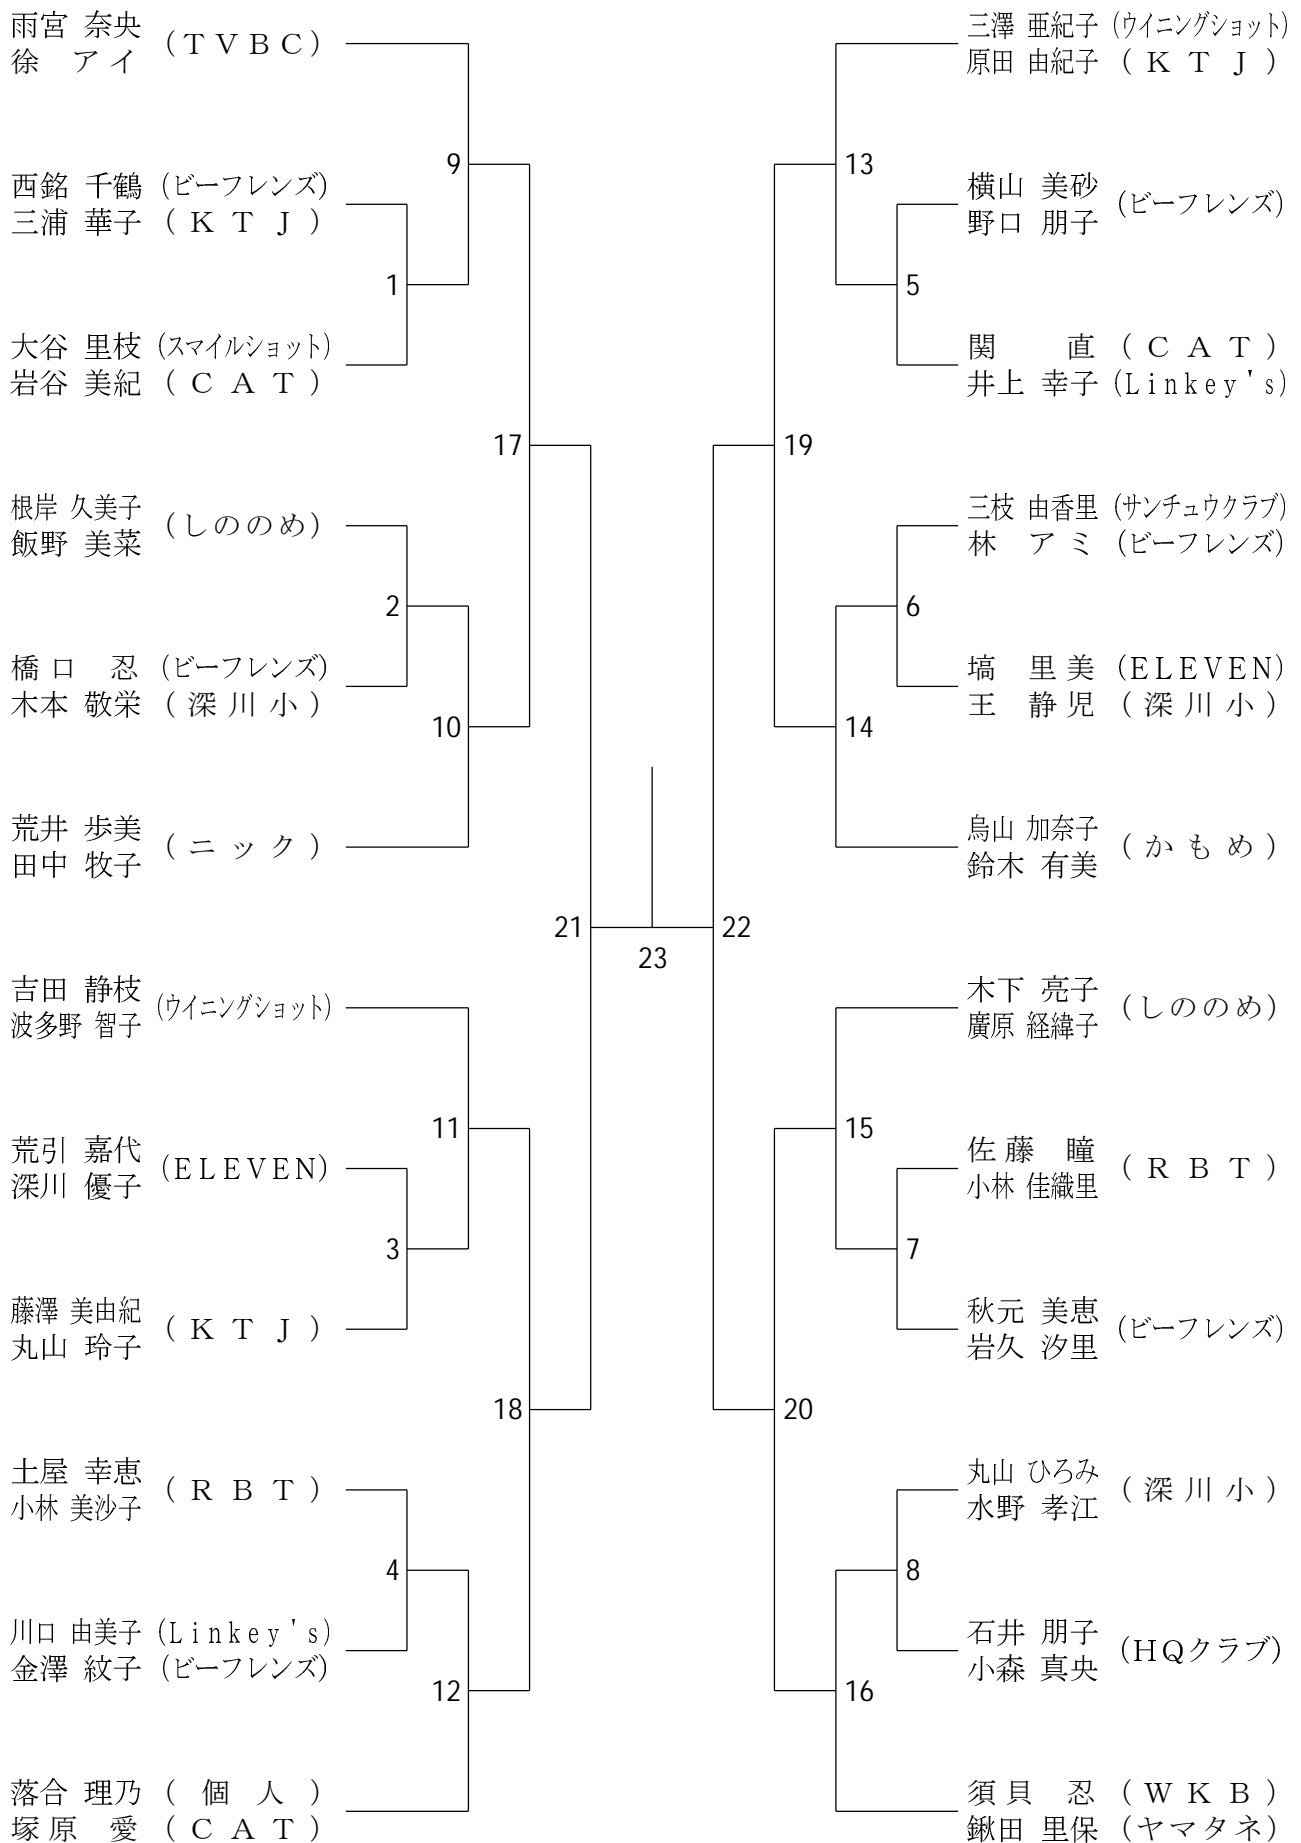 雨宮 奈央 (TVBC)
徐 アイ
西銘 千鶴 (ビーフレンズ)
三浦 華子 (KTJ)
大谷 里枝 (スマイルショット)
岩谷 美紀 (CAT)
根岸 久美子 (しののめ)
飯野 美菜
橋口 忍 (ビーフレンズ)
木本 敬栄 (深川小)
荒井 歩美 (ニック)
田中 牧子
吉田 静枝 (ウイニングショット)
波多野 智子
荒引 嘉代 (ELEVEN)
深川 優子
藤澤 美由紀 (KTJ)
丸山 玲子
土屋 幸恵 (RBT)
小林 美沙子
川口 由美子 (Linkey's)
金澤 紋子 (ビーフレンズ)
落合 理乃 (個人)
塚原 愛 (CAT)
1
2
3
4
9
10
11
12
17
18
21
23
22
19
20
13
14
15
16
5
6
7
8
三澤 亜紀子 (ウイニングショット)
原田 由紀子 (KTJ)
横山 美砂 (ビーフレンズ)
野口 朋子
関 直 (CAT)
井上 幸子 (Linkey's)
三枝 由香里 (サンチュウクラブ)
林 アミ (ビーフレンズ)
塙 里美 (ELEVEN)
王 静児 (深川小)
烏山 加奈子 (かもめ)
鈴木 有美
木下 亮子 (しののめ)
廣原 経緯子
佐藤 瞳 (RBT)
小林 佳織里
秋元 美恵 (ビーフレンズ)
岩久 汐里
丸山 ひろみ (深川小)
水野 孝江
石井 朋子 (HQクラブ)
小森 真央
須貝 忍 (WKB)
鍬田 里保 (ヤマタネ)